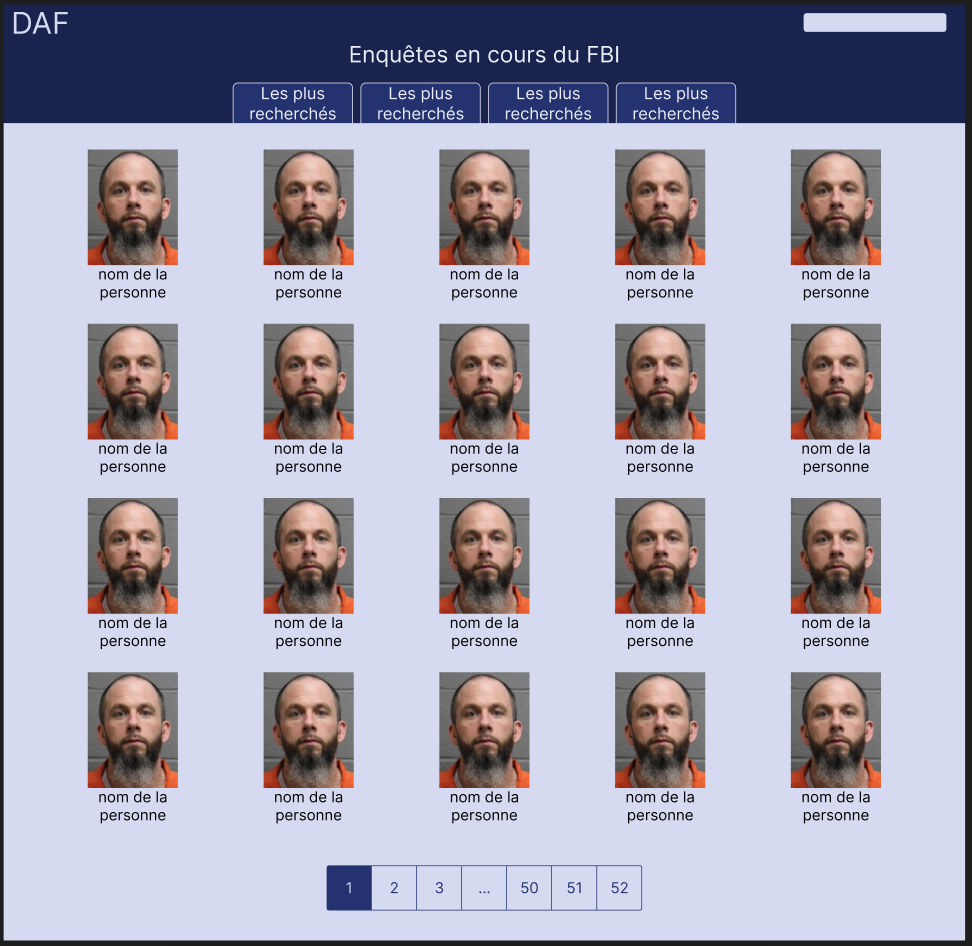 DAF
Enquêtes en cours du FBI
Les plus Les plus Les plus Les plus
recherchés recherchés recherchés recherchés
nom de la nom de la nom de la nom de la nom de la
personne personne personne personne personne
nom de la nom de la nom de la nom de la nom de la
personne personne personne personne personne
nom de la nom de la nom de la nom de la nom de la
personne personne personne personne personne
nom de la nom de la nom de la nom de la nom de la
personne personne personne personne personne
1 2 3 ... 50 51 52